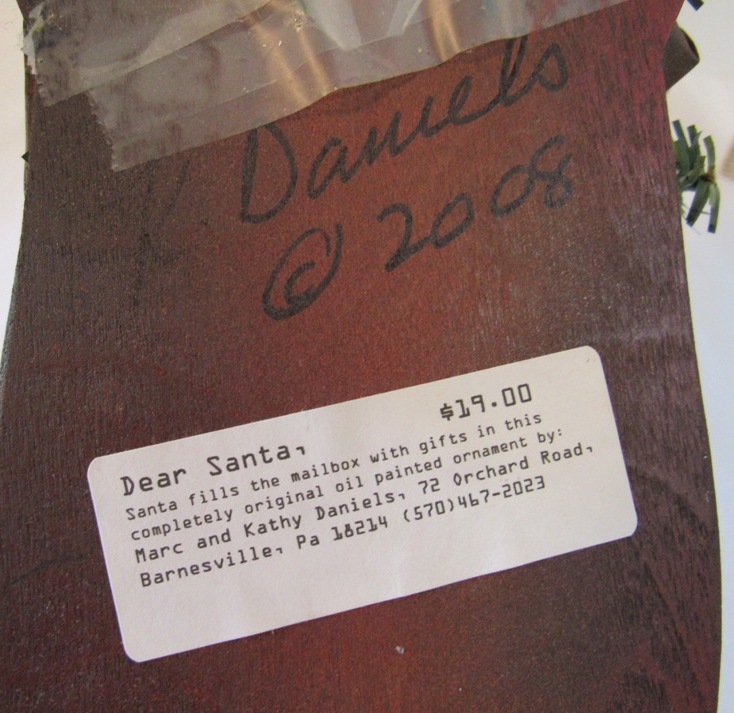 Daniels
© 2008
$19.00
Dear Santa,
Santa fills the mailbox with gifts in this
completely original oil painted ornament by:
Marc and Kathy Daniels, 72 Orchard Road,
Barnesville, Pa 18214 (570)467-2023